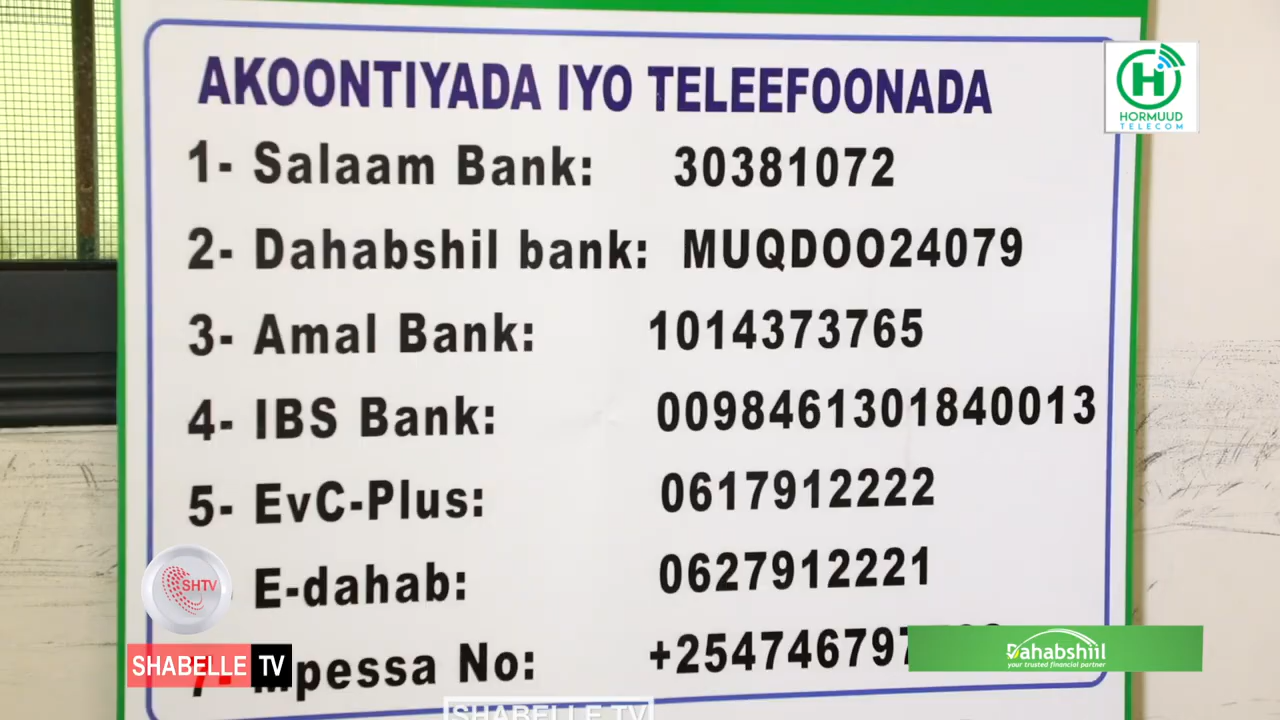 AKOONTIYADA IYO TELEEFOONADA
1- Salaam Bank: 30381072
2- Dahabshil bank: MUQDOO24079
3- Amal Bank: 1014373765
4- IBS Bank: 0098461301840013
5- EvC-Plus: 0617912222
E-dahab: 0627912221
7- Mpessa No: +25474679
H
HORMUUD
TELECOM
SHTV
SHABELLE TV
Dahabshiil
your trusted financial partner
SHABELLE TV